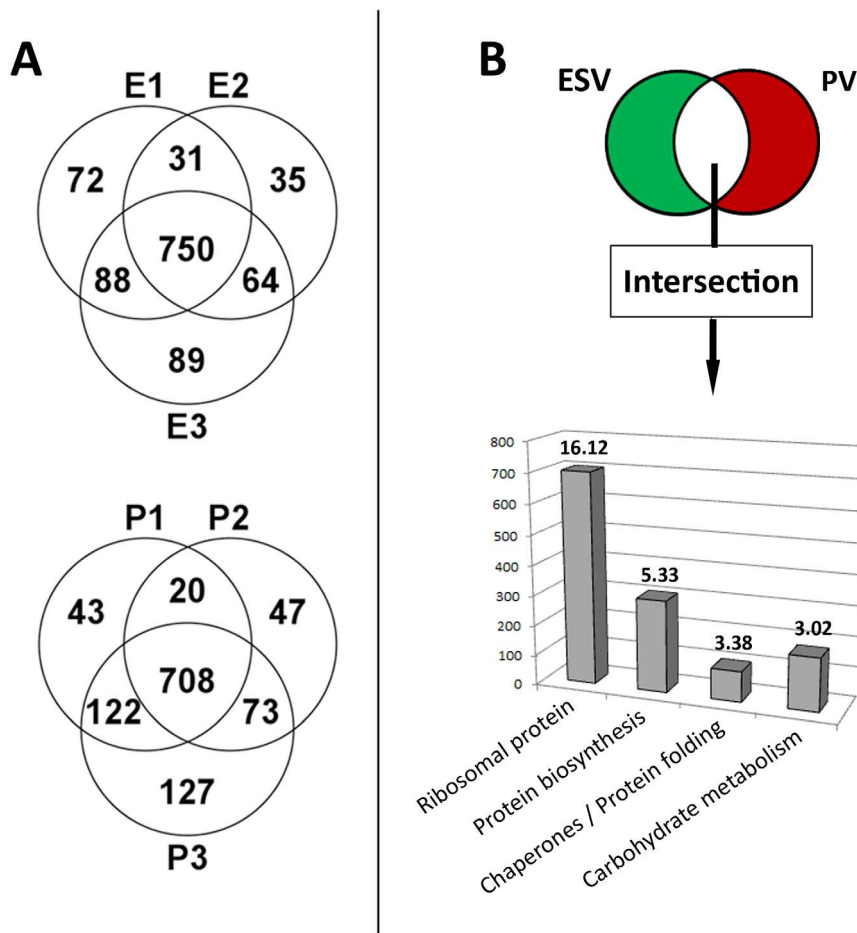 A
E1 E2
72 31 35
750
88 64
89
E3
P1 P2
43 20 47
708
122 73
127
P3
B
ESV PV
Intersection
800
700
600
500
400
300
200
100
0
16.12
5.33
3.38
3.02
Ribosomal protein
Protein biosynthesis
Chaperones / Protein folding
Carbohydrate metabolism